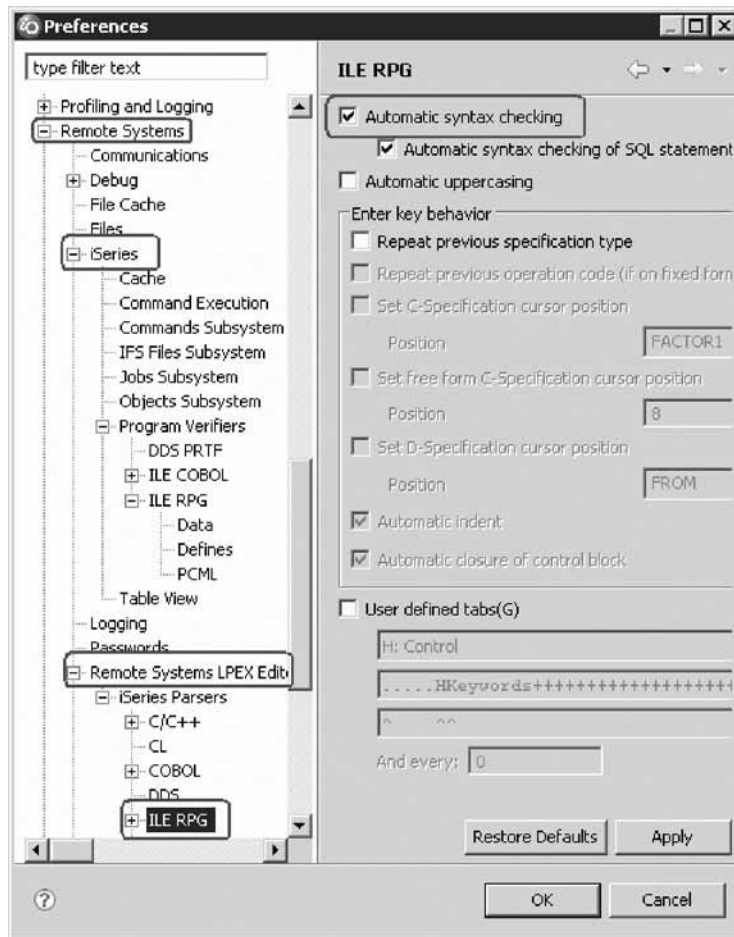 Preferences
type filter text
Profiling and Logging
Remote Systems
Communications
Debug
File Cache
Files
iSeries
Cache
Command Execution
Commands Subsystem
IFS Files Subsystem
Jobs Subsystem
Objects Subsystem
Program Verifiers
DDS PRTF
ILE COBOL
ILE RPG
Data
Defines
PCML
Table View
Logging
Passwords
Remote Systems LPEX Edito
iSeries Parsers
C/C++
CL
COBOL
DDS
ILE RPG
ILE RPG
Automatic syntax checking
Automatic syntax checking of SQL statement
Automatic uppercasing
Enter key behavior
Repeat previous specification type
Repeat previous operation code (if on fixed form
Set C-Specification cursor position
Position FACTOR1
Set free form C-Specification cursor position
Position 8
Set D-Specification cursor position
Position FROM
Automatic indent
Automatic closure of control block
User defined tabs(G)
H: Control
.....HKeywords+++++++++++++++++++
^ ^^
And every: 0
Restore Defaults Apply
OK Cancel